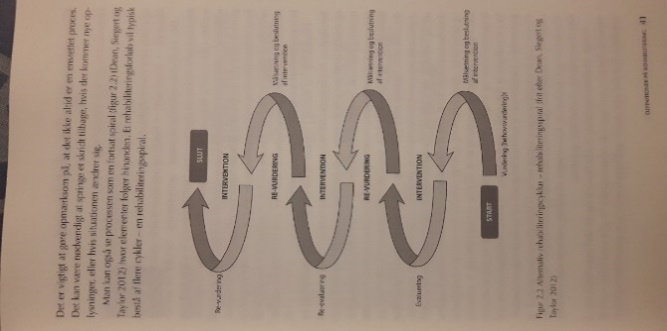 Det er vigtigt at gøre opmærksom på, at det ikke altid er en ensrettet proces.
Det kan være nødvendigt at springe et skridt tilbage, hvis der kommer nye op-
lysninger, eller hvis situationen ændrer sig.
Man kan også se processen som en fortsat spiral (figur 2.2) (Dean, Siegert og
Taylor 2012) hvor elementer følger hinanden. Et rehabiliteringsforløb vil typisk
bestå af flere cykler – en rehabiliteringsspiral.
SLUT
Re-vurdering
INTERVENTION
Målsætning og beslutning
af intervention
RE-VURDERING
Re-evaluering
INTERVENTION
Målsætning og beslutning
af intervention
RE-VURDERING
Evaluering
INTERVENTION
Målsætning og beslutning
af intervention
Vurdering (behovsvurdering)
START
Figur 2.2 Alternativ rehabiliteringscyklus – rehabiliteringsspiral (frit efter Dean, Siegert og
Taylor 2012).
41